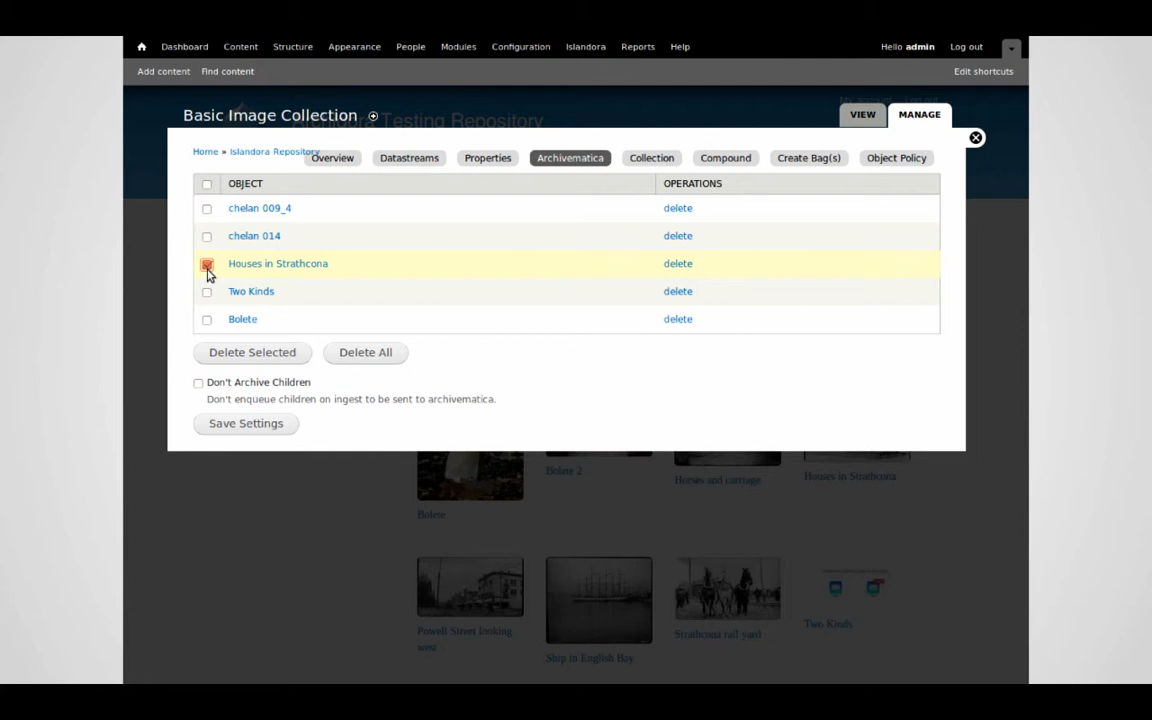 Dashboard Content Structure Appearance People Modules Configuration Islandora Reports Help Hello admin Log out
Add content Find content Edit shortcuts
Basic Image Collection VIEW MANAGE
Testing Repository
Home » Islandora Repository Overview Datastreams Properties Archivematica Collection Compound Create Bag(s) Object Policy
OBJECT OPERATIONS
chelan 009_4 delete
chelan 014 delete
Houses in Strathcona delete
Two Kinds delete
Bolete delete
Delete Selected Delete All
Don't Archive Children
Don't enqueue children on ingest to be sent to archivematica.
Save Settings
Bolete 2 Horses and carriage Houses in Strathcona
Bolete
Powell Street looking west Ship in English Bay Strathcona rail yard Two Kinds